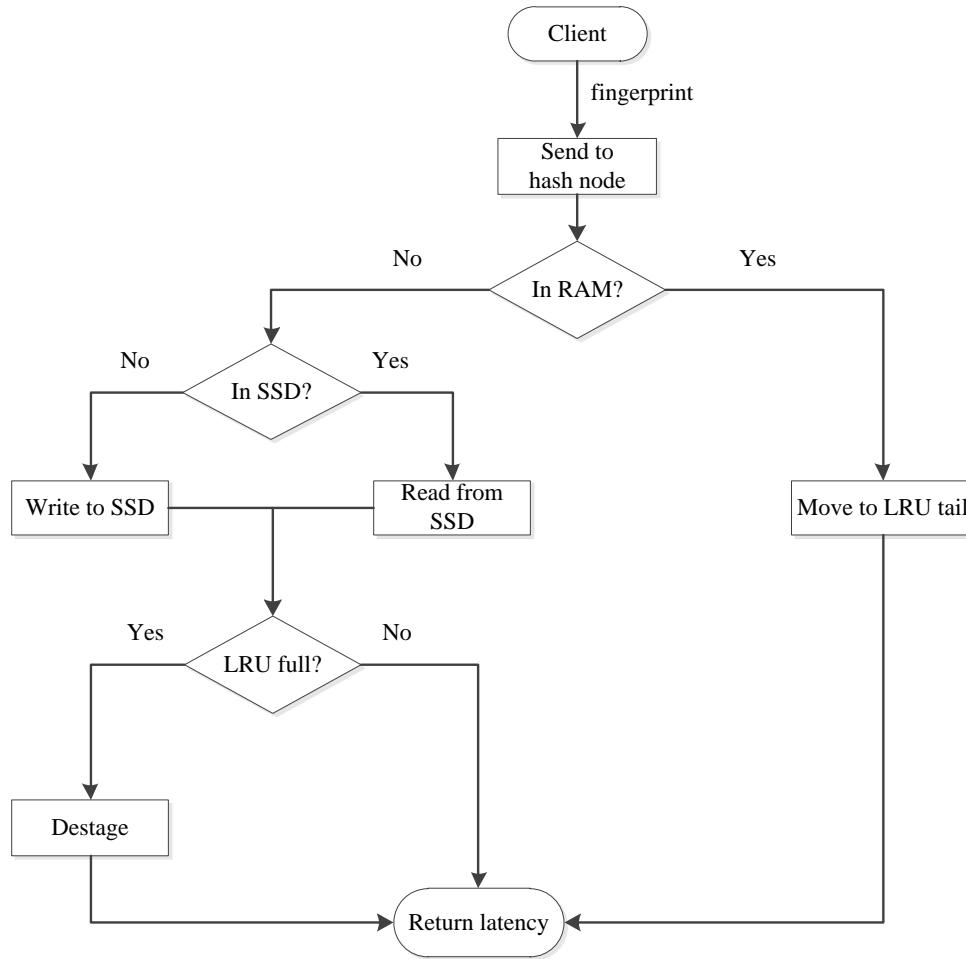 Client
fingerprint
Send to
hash node
No
Yes
In RAM?
No
Yes
In SSD?
Write to SSD
Read from
SSD
Move to LRU tail
Yes
No
LRU full?
Destage
Return latency